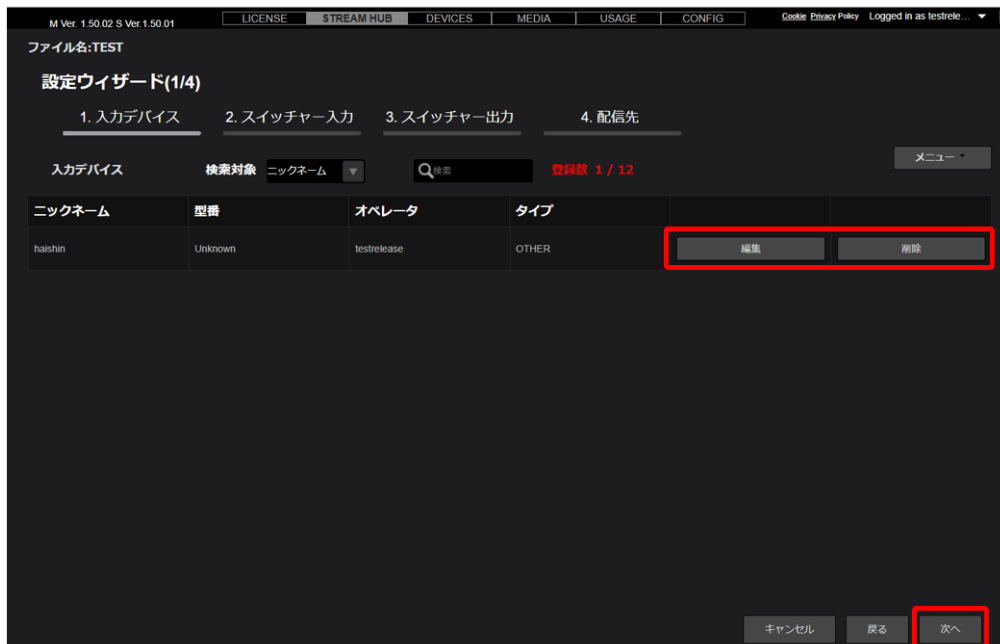 M Ver. 1.50.02 S Ver.1.50.01 LICENSE STREAM HUB DEVICES MEDIA USAGE CONFIG Cookie Privacy Policy Logged in as testrele...
ファイル名:TEST
設定ウィザード(1/4)
1. 入力デバイス 2. スイッチャー入力 3. スイッチャー出力 4. 配信先
入力デバイス 検索対象 ニックネーム 検索 登録数 1 / 12 メニュー
ニックネーム 型番 オペレータ タイプ
haishin Unknown testrelease OTHER 編集 削除
キャンセル 戻る 次へ